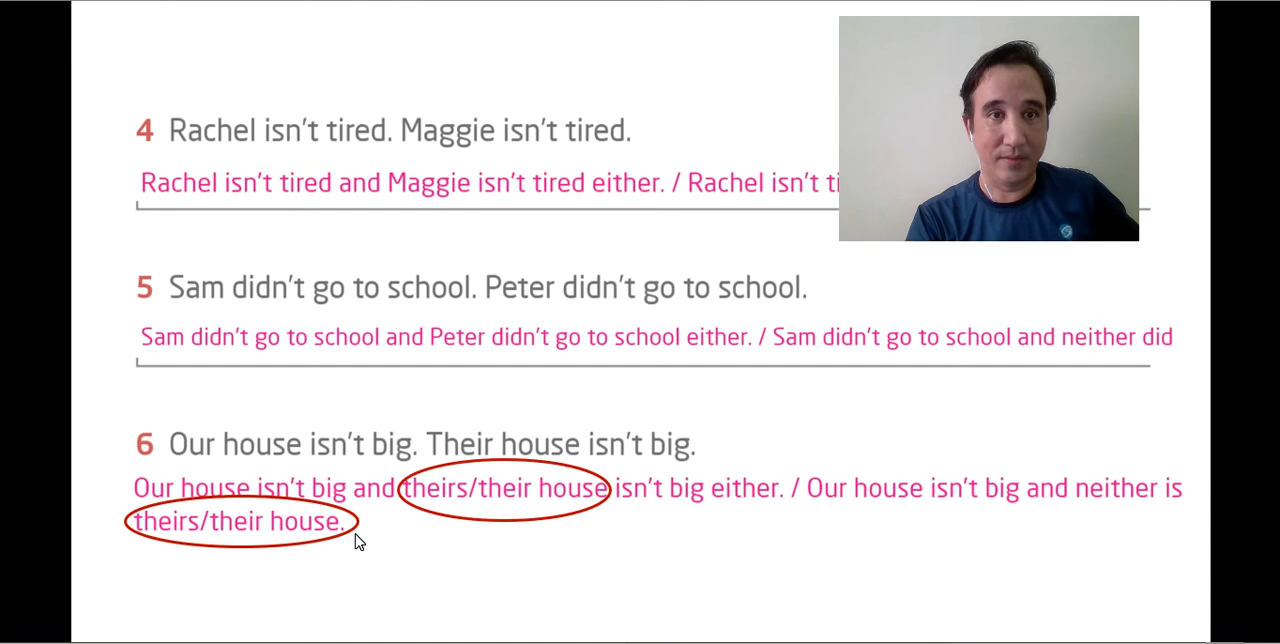 4 Rachel isn't tired. Maggie isn't tired.
Rachel isn't tired and Maggie isn't tired either. / Rachel isn't
5 Sam didn't go to school. Peter didn't go to school.
Sam didn't go to school and Peter didn't go to school either. / Sam didn't go to school and neither did
6 Our house isn't big. Their house isn't big.
Our house isn't big and theirs/their house isn't big either. / Our house isn't big and neither is
theirs/their house.